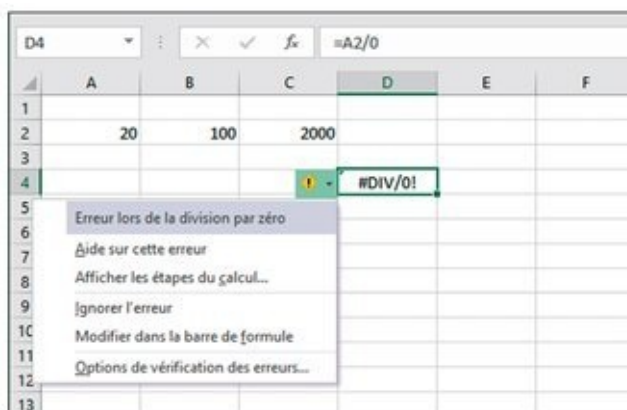 D4 fx =A2/0
A B C D E F
1
2 20 100 2000
3
4 #DIV/0!
5
Erreur lors de la division par zéro
6
7 Aide sur cette erreur
8 Afficher les étapes du calcul...
9 Ignorer l'erreur
10 Modifier dans la barre de formule
11
Options de vérification des erreurs...
12
13